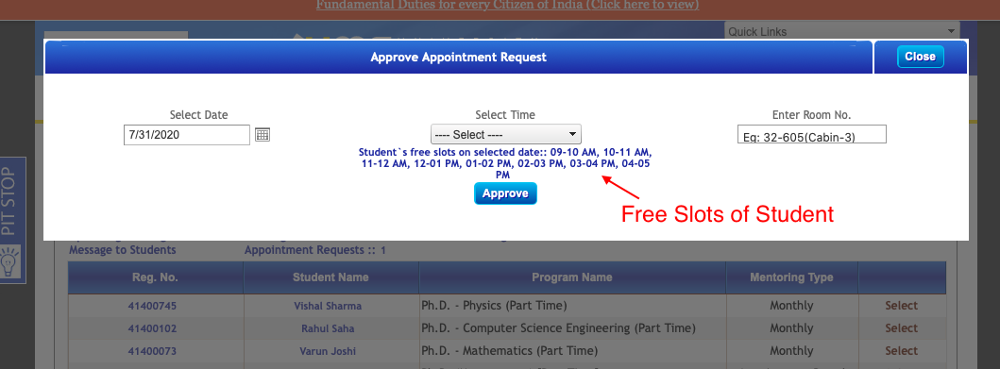 Fundamental Duties for every Citizen of India (Click here to view)
Quick Links
Approve Appointment Request
Close
Select Date
Select Time
Enter Room No.
7/31/2020
---- Select ----
Eg: 32-605(Cabin-3)
Student`s free slots on selected date:: 09-10 AM, 10-11 AM,
11-12 AM, 12-01 PM, 01-02 PM, 02-03 PM, 03-04 PM, 04-05
PM
Approve
Free Slots of Student
PIT STOP
Message to Students
Appointment Requests :: 1
Reg. No. Student Name Program Name Mentoring Type
41400745 Vishal Sharma Ph.D. - Physics (Part Time) Monthly Select
41400102 Rahul Saha Ph.D. - Computer Science Engineering (Part Time) Monthly Select
41400073 Varun Joshi Ph.D. - Mathematics (Part Time) Monthly Select